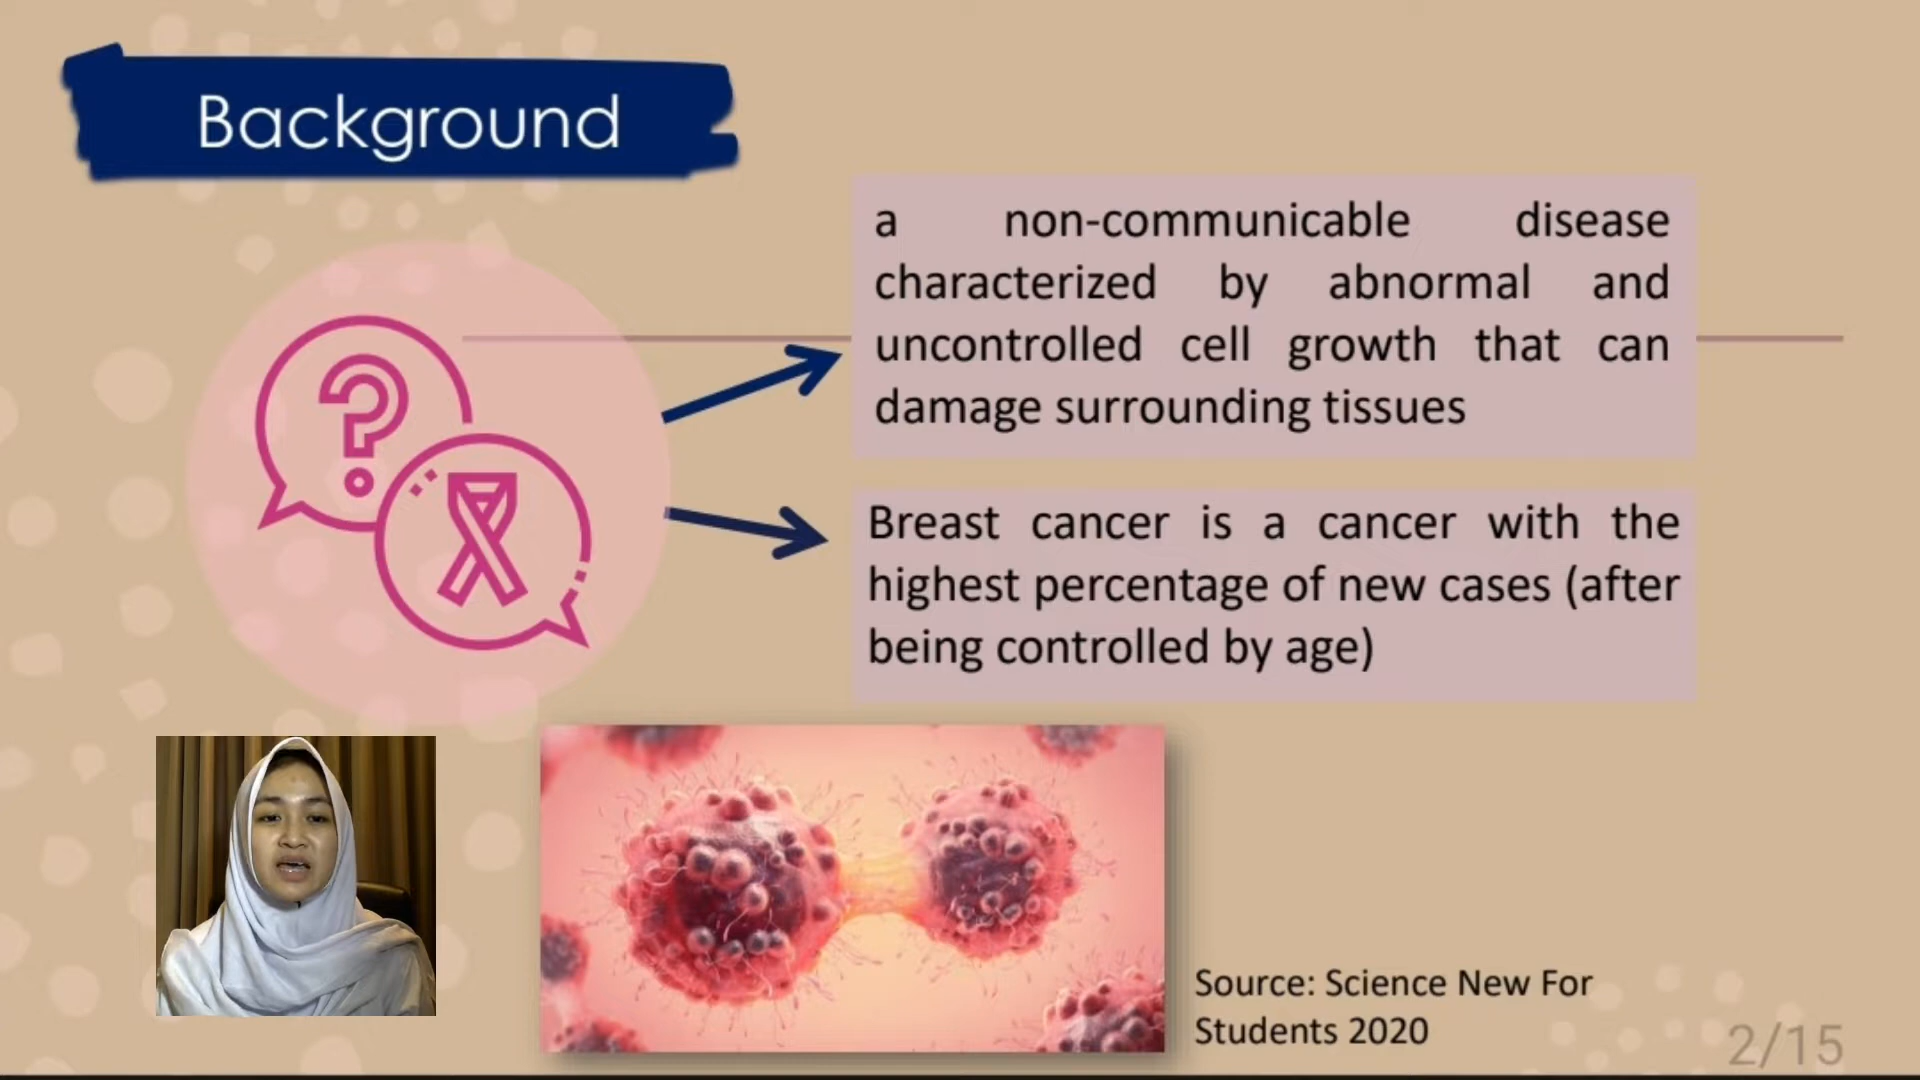 Background
a non-communicable disease
characterized by abnormal and
uncontrolled cell growth that can
damage surrounding tissues
Breast cancer is a cancer with the
highest percentage of new cases (after
being controlled by age)
Source: Science New For
Students 2020
2/15